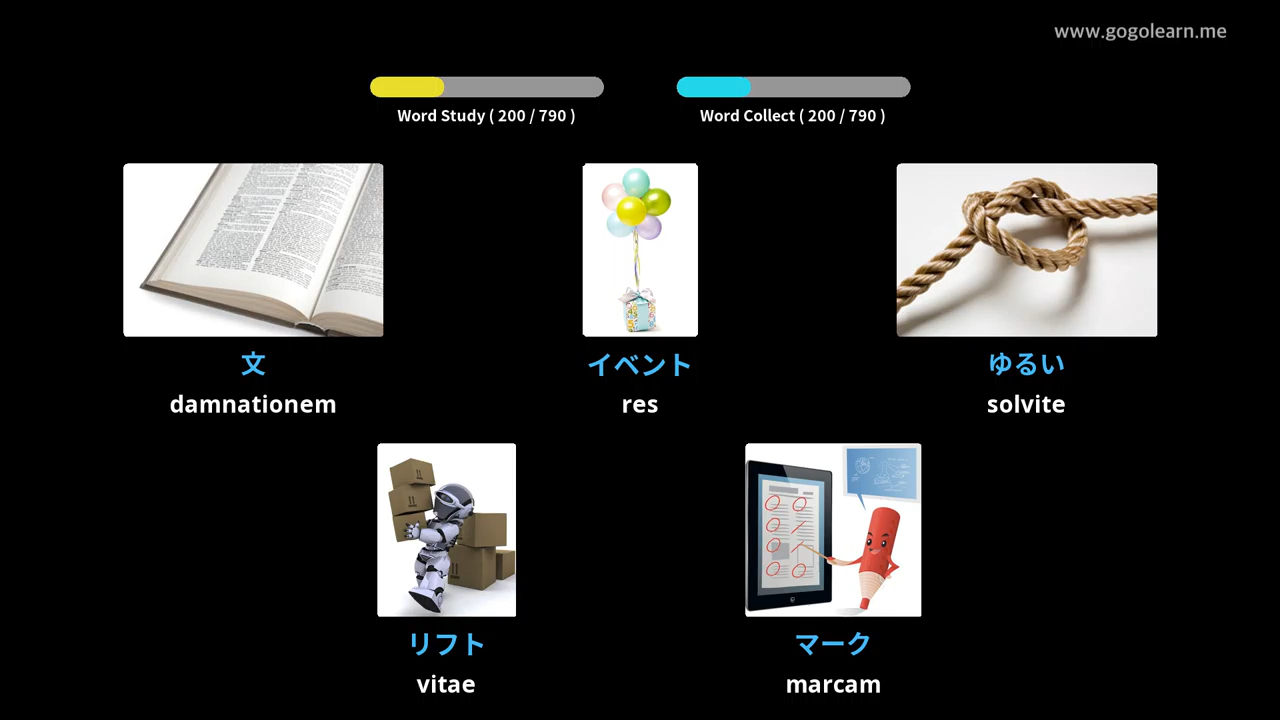 www.gogolearn.me
Word Study ( 200 / 790 )
Word Collect ( 200 / 790 )
文
damnationem
イベント
res
ゆるい
solvite
リフト
vitae
マーク
marcam